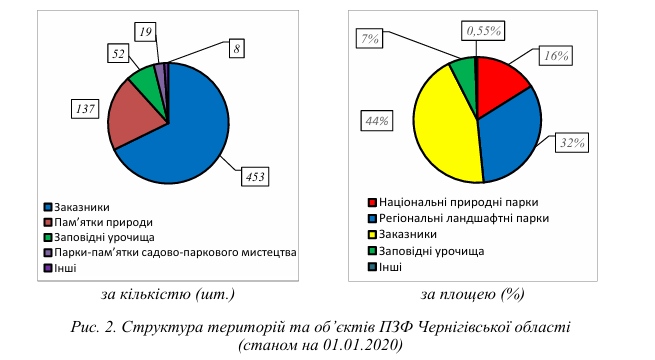 19
8
52
137
453
Заказники
Пам’ятки природи
Заповідні урочища
Парки-пам’ятки садово-паркового мистецтва
Інші
за кількістю (шт.)
0,55%
7%
16%
44%
32%
Національні природні парки
Регіональні ландшафтні парки
Заказники
Заповідні урочища
Інші
за площею (%)
Рис. 2. Структура територій та об’єктів ПЗФ Чернігівської області
(станом на 01.01.2020)